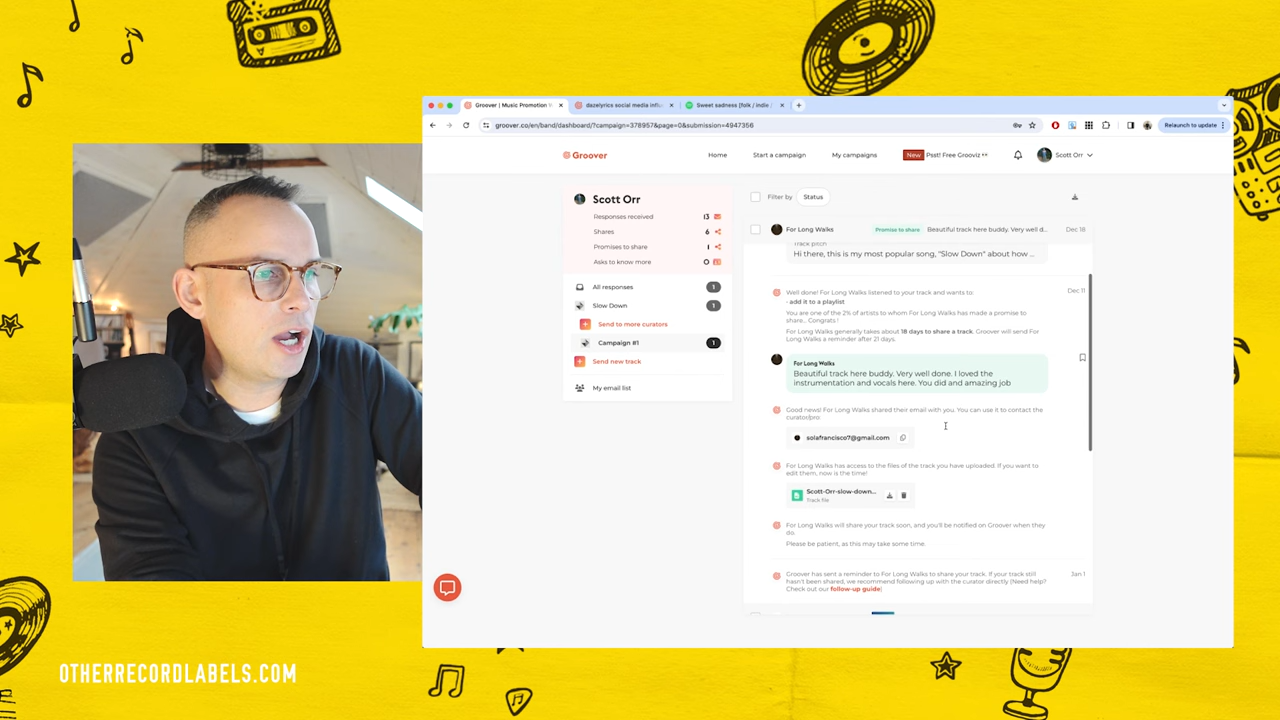 Groover | Music Promotion W
dazelyrics social media influ
Sweet sadness [folk / indie /
groover.co/en/band/dashboard/?campaign=378957&page=0&submission=4947356
Relaunch to update
Groover
Home
Start a campaign
My campaigns
New
Psst! Free Grooviz 👀
Scott Orr
Scott Orr
Responses received 13
Shares 6
Promises to share 1
Asks to know more 0
All responses 1
Slow Down 1
Send to more curators
Campaign #1 1
Send new track
My email list
Filter by
Status
For Long Walks
Promise to share
Beautiful track here buddy. Very well d...
Dec 18
Track pitch
Hi there, this is my most popular song, "Slow Down" about how ...
Well done! For Long Walks listened to your track and wants to:
Dec 11
- add it to a playlist
You are one of the 2% of artists to whom For Long Walks has made a promise to
share... Congrats !
For Long Walks generally takes about 18 days to share a track. Groover will send For
Long Walks a reminder after 21 days.
For Long Walks
Beautiful track here buddy. Very well done. I loved the
instrumentation and vocals here. You did and amazing job
Good news! For Long Walks shared their email with you. You can use it to contact the
curator/pro:
solafrancisco7@gmail.com
For Long Walks has access to the files of the track you have uploaded. If you want to
edit them, now is the time!
Scott-Orr-slow-down...
Track file
For Long Walks will share your track soon, and you'll be notified on Groover when they
do.
Please be patient, as this may take some time.
Groover has sent a reminder to For Long Walks to share your track. If your track still
Jan 1
hasn't been shared, we recommend following up with the curator directly (Need help?
Check out our follow-up guide)
OTHERRECORDLABELS.COM